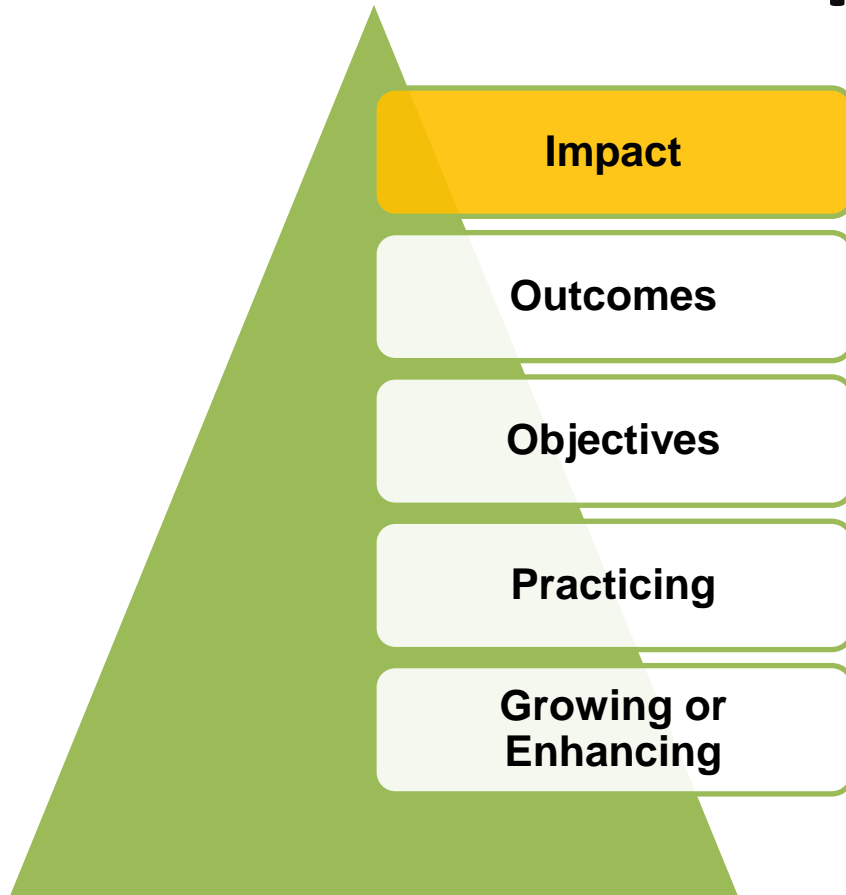 Impact
Outcomes
Objectives
Practicing
Growing or
Enhancing